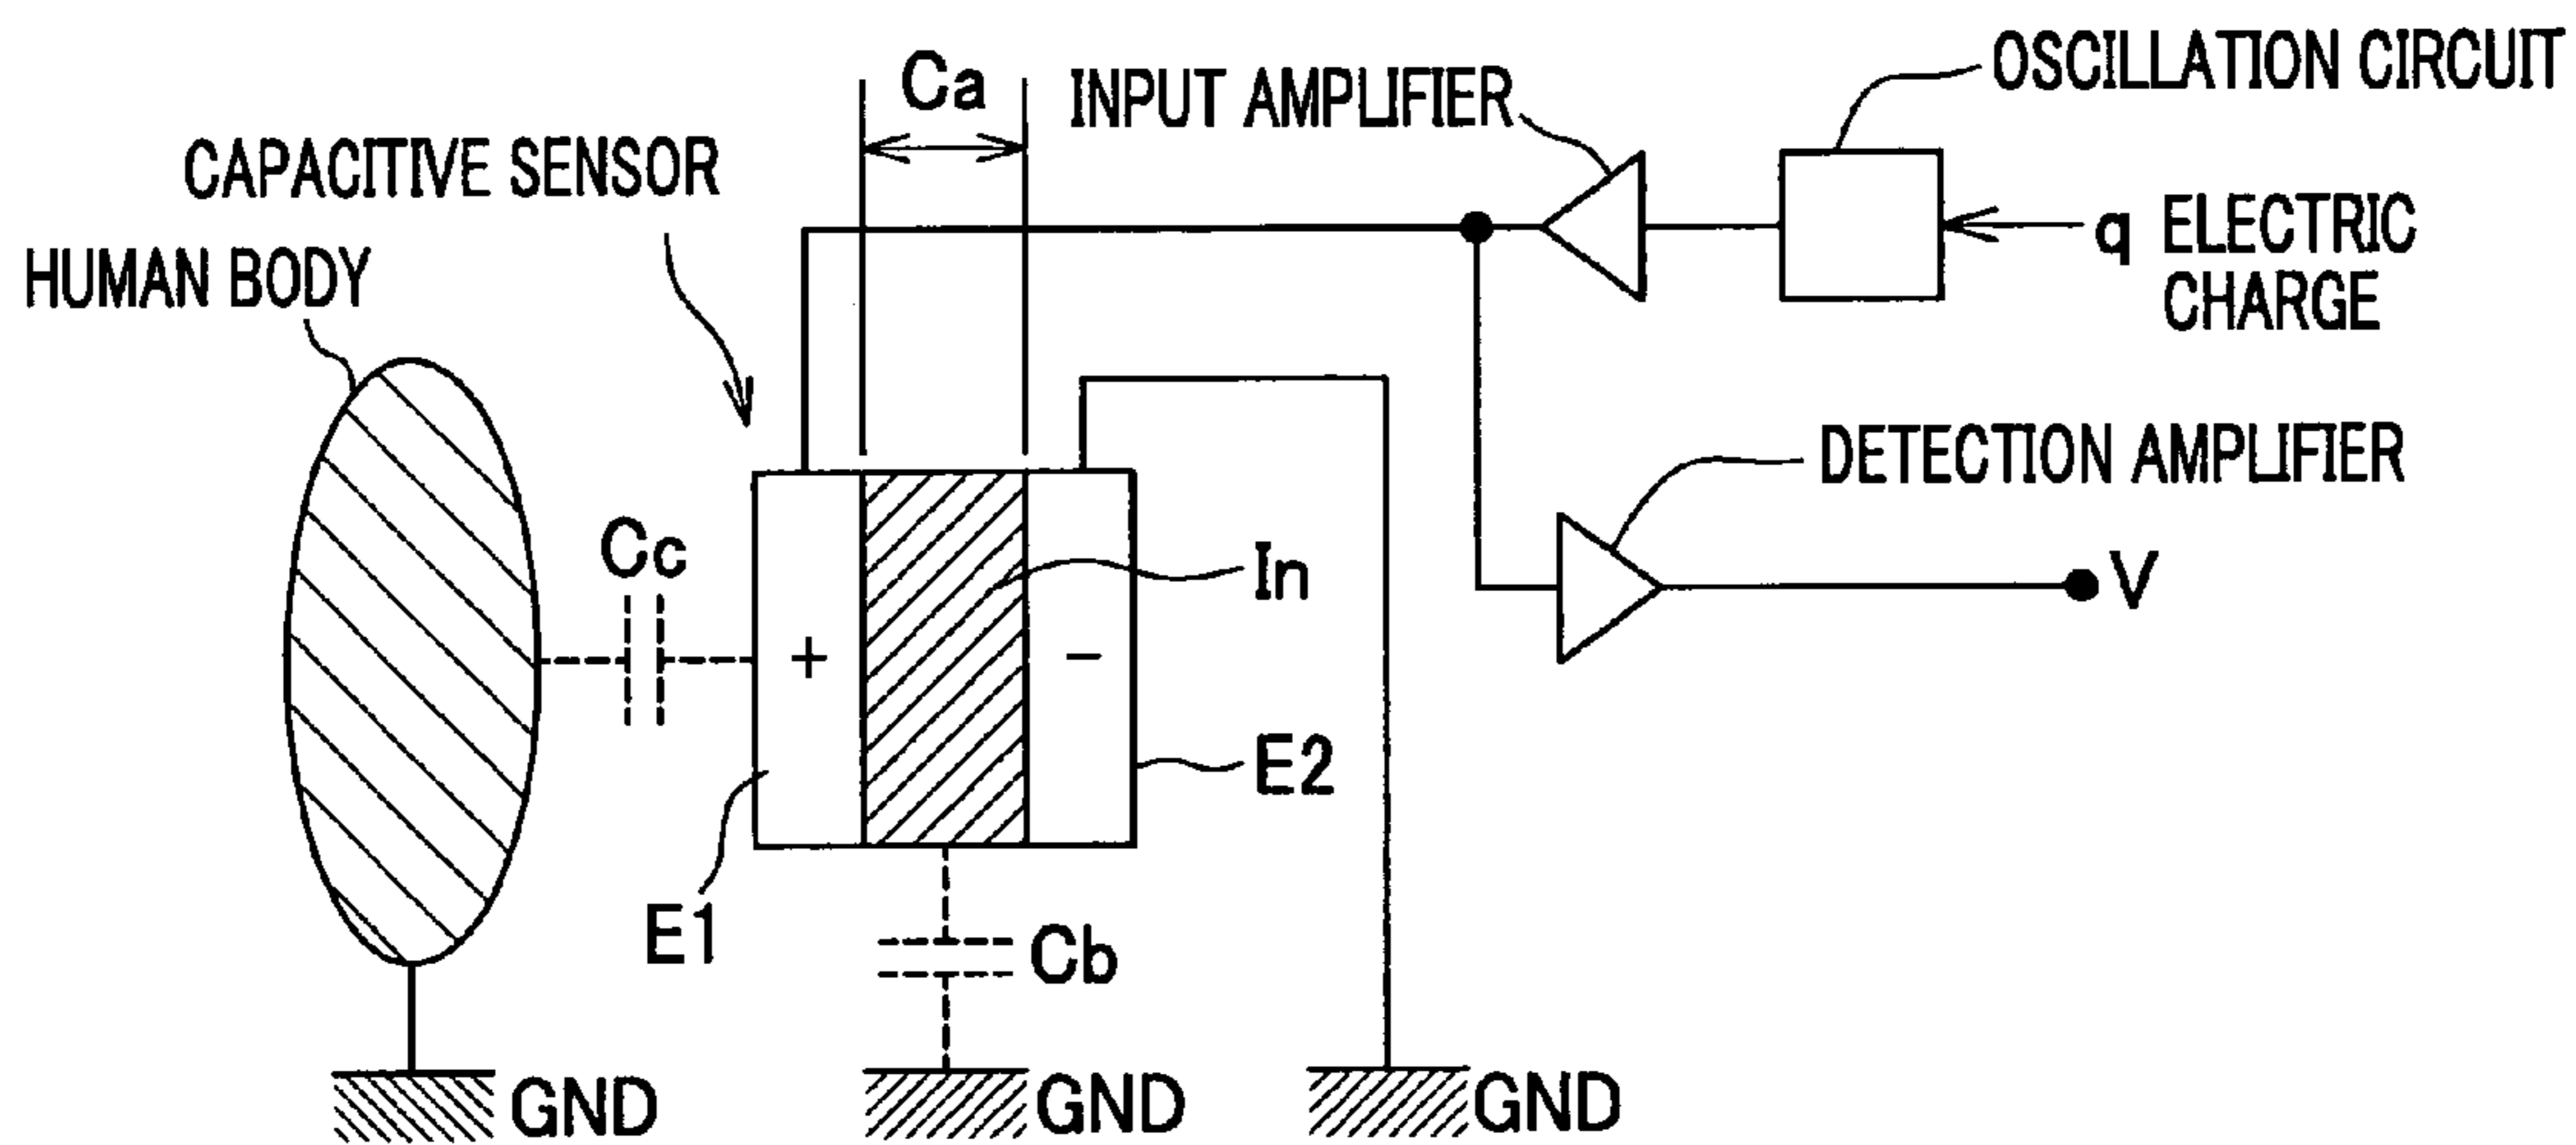 OSCILLATION CIRCUIT
Ca
INPUT AMPLIFIER
CAPACITIVE SENSOR
q ELECTRIC
CHARGE
HUMAN BODY
DETECTION AMPLIFIER
Cc
In
V
+
−
E2
E1
Cb
GND
GND
GND